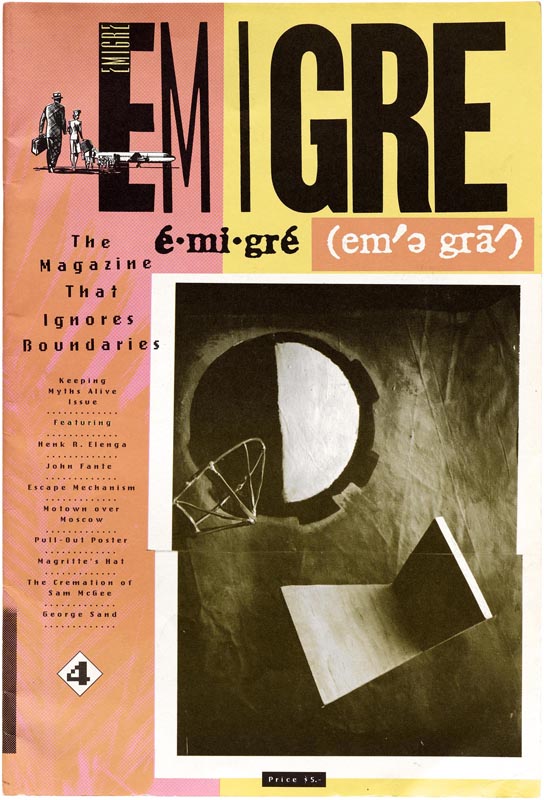 EMIGRE
EMIGRE
é·mi·gré (em′ə grā′)
The
Magazine
That
Ignores
Boundaries
Keeping
Myths Alive
Issue
Featuring
Henk R. Elenga
John Fante
Escape Mechanism
Motown over
Moscow
Pull-Out Poster
Magritte's Hat
The Cremation of
Sam McGee
George Sand
4
Price $5.-